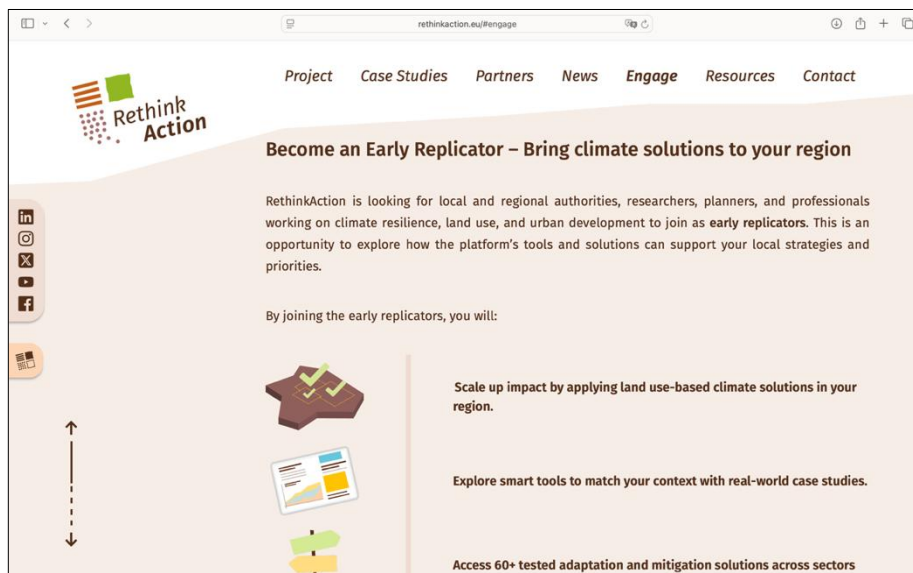 rethinkaction.eu/#engage
Project Case Studies Partners News Engage Resources Contact
Rethink
Action
Become an Early Replicator – Bring climate solutions to your region
RethinkAction is looking for local and regional authorities, researchers, planners, and professionals
working on climate resilience, land use, and urban development to join as early replicators. This is an
opportunity to explore how the platform's tools and solutions can support your local strategies and
priorities.
By joining the early replicators, you will:
Scale up impact by applying land use-based climate solutions in your
region.
Explore smart tools to match your context with real-world case studies.
Access 60+ tested adaptation and mitigation solutions across sectors